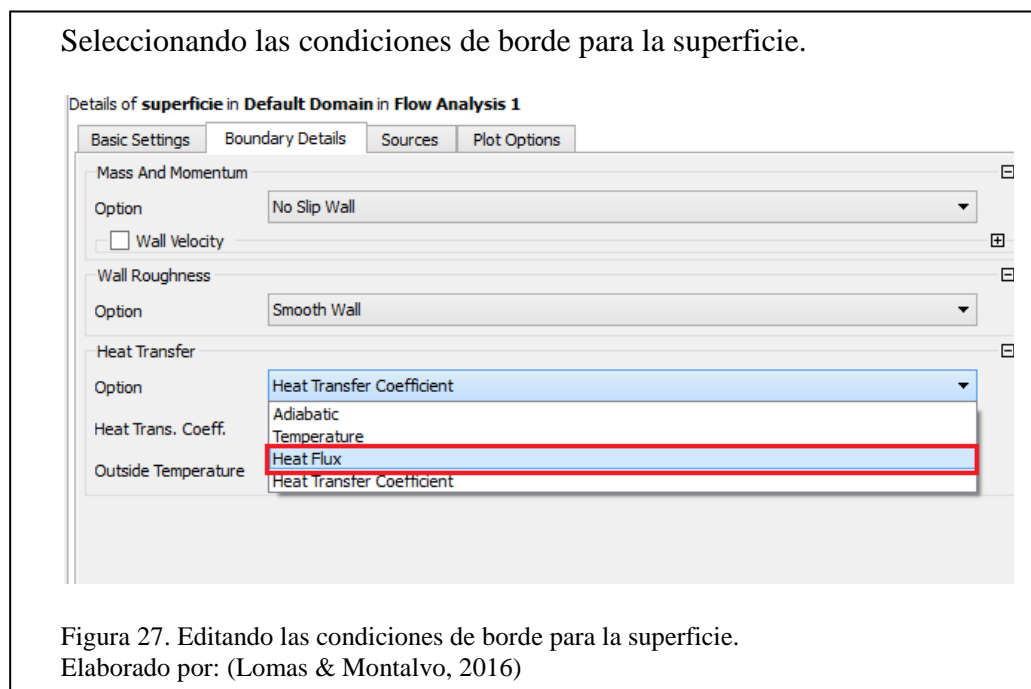 Seleccionando las condiciones de borde para la superficie.
Details of superficie in Default Domain in Flow Analysis 1
Basic Settings Boundary Details Sources Plot Options
Mass And Momentum
Option No Slip Wall
Wall Velocity
Wall Roughness
Option Smooth Wall
Heat Transfer
Option Heat Transfer Coefficient
Adiabatic
Heat Trans. Coeff.
Temperature
Heat Flux
Outside Temperature
Heat Transfer Coefficient
Figura 27. Editando las condiciones de borde para la superficie.
Elaborado por: (Lomas & Montalvo, 2016)